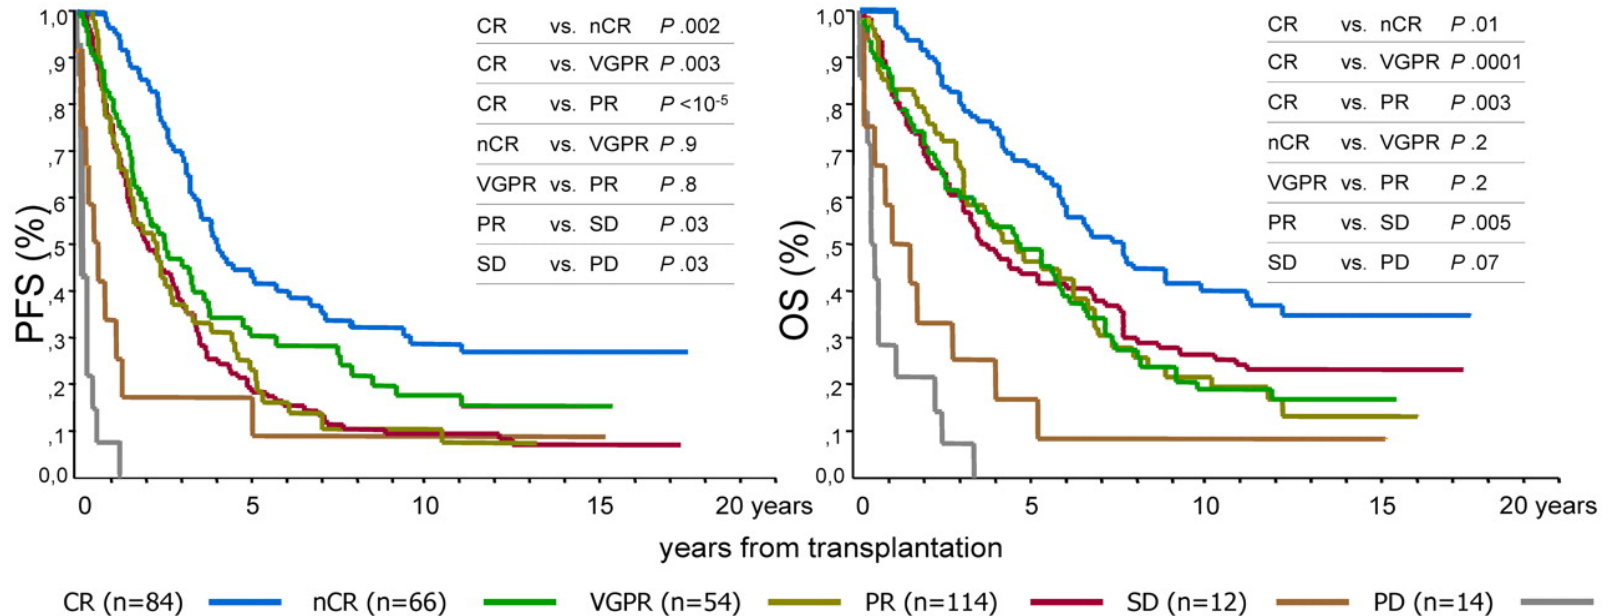 PFS (%)
1,0
,9
,8
,7
,6
,5
,4
,3
,2
,1
0,0
0 5 10 15 20 years
CR vs. nCR P .002
CR vs. VGPR P .003
CR vs. PR P <10-5
nCR vs. VGPR P .9
VGPR vs. PR P .8
PR vs. SD P .03
SD vs. PD P .03
OS (%)
1,0
,9
,8
,7
,6
,5
,4
,3
,2
,1
0,0
0 5 10 15 20 years
CR vs. nCR P .01
CR vs. VGPR P .0001
CR vs. PR P .003
nCR vs. VGPR P .2
VGPR vs. PR P .2
PR vs. SD P .005
SD vs. PD P .07
years from transplantation
CR (n=84) nCR (n=66) VGPR (n=54) PR (n=114) SD (n=12) PD (n=14)